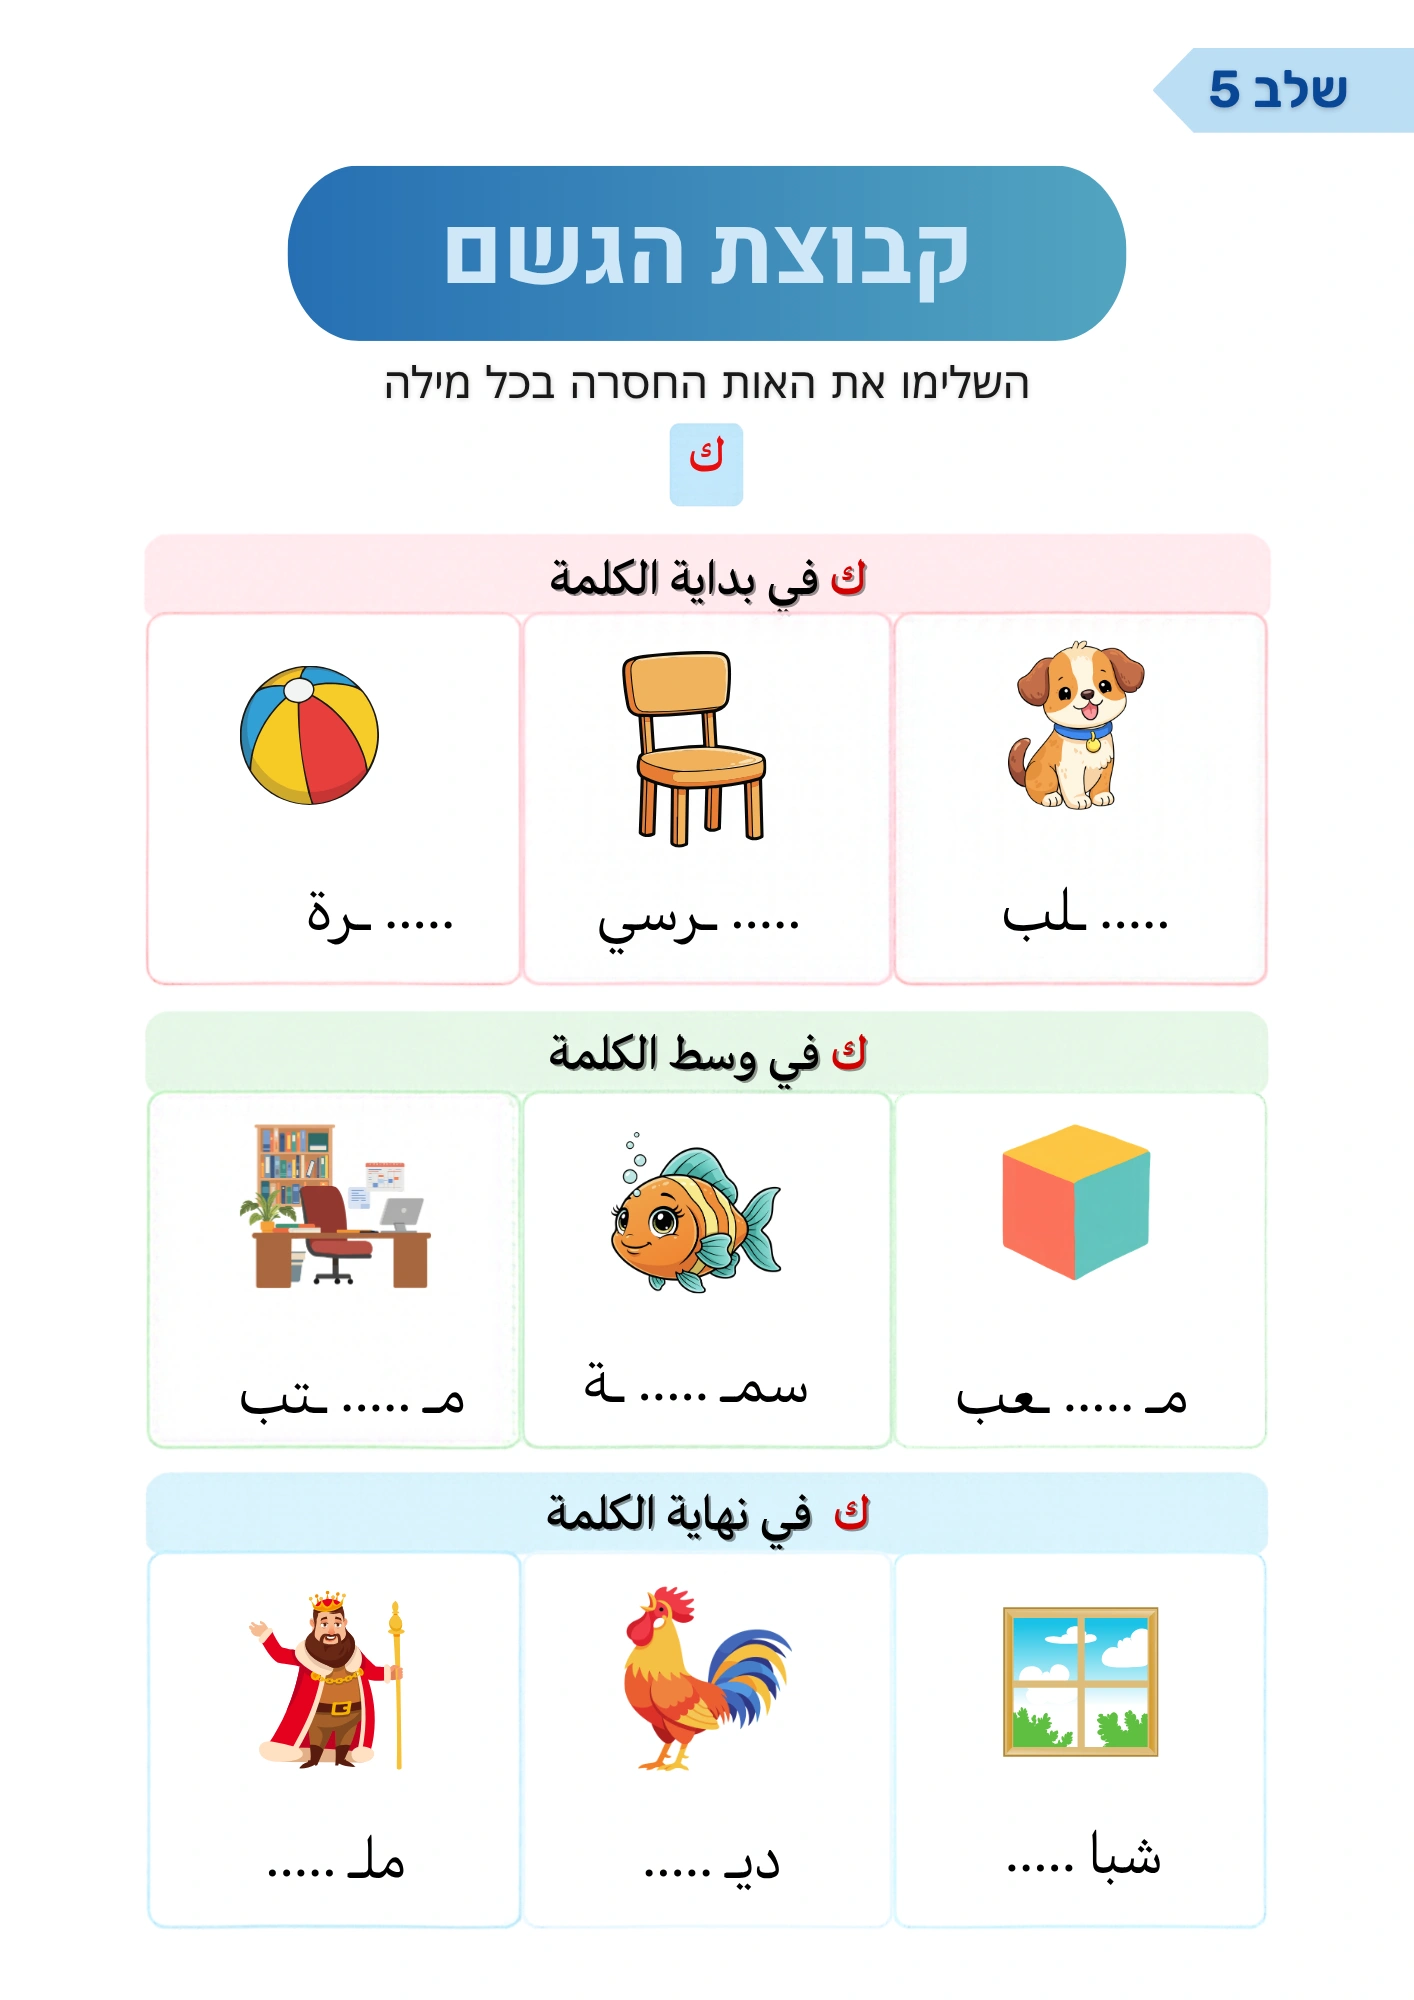 שלב 5
קבוצת הגשם
השלימו את האות החסרה בכל מילה
ك
ك في بداية الكلمة
..... ـلب
..... ـرسي
..... ـرة
ك في وسط الكلمة
مـ ..... ـعب
سمـ ..... ـة
مـ ..... ـتب
ك في نهاية الكلمة
شبا .....
ديـ .....
ملـ .....